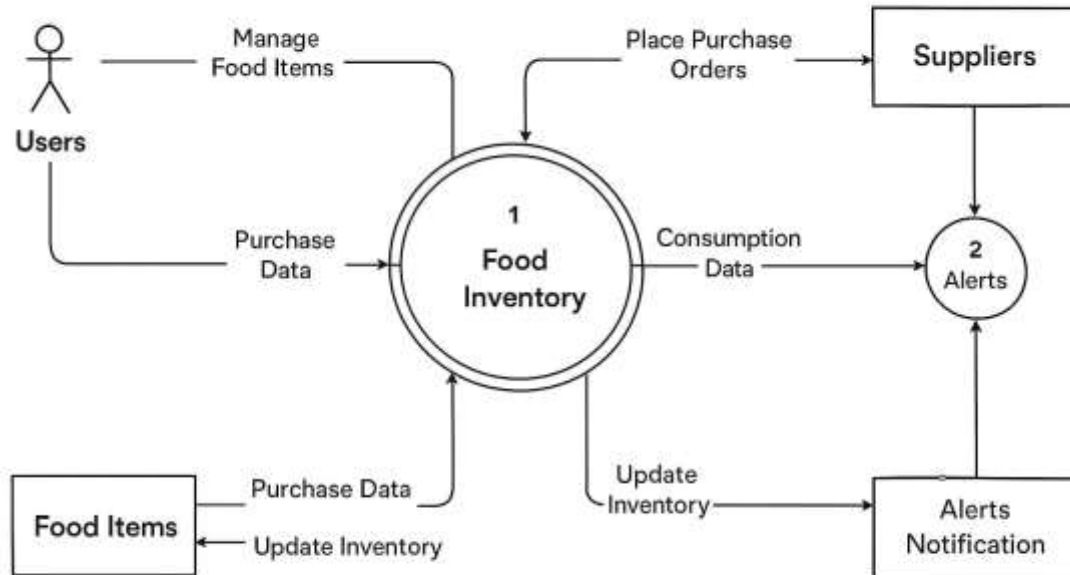 Manage
Food Items
Users
Place Purchase
Orders
Suppliers
Purchase
Data
1
Food
Inventory
Consumption
Data
2
Alerts
Food Items
Purchase Data
Update Inventory
Update
Inventory
Alerts
Notification